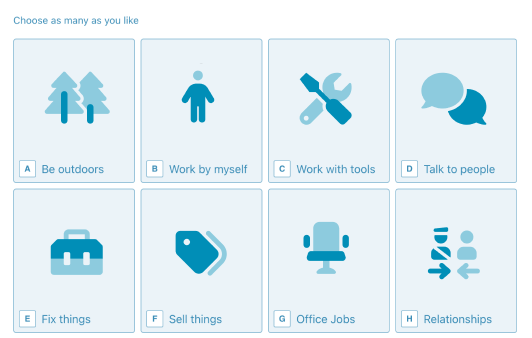 Choose as many as you like
A Be outdoors
B Work by myself
C Work with tools
D Talk to people
E Fix things
F Sell things
G Office Jobs
H Relationships